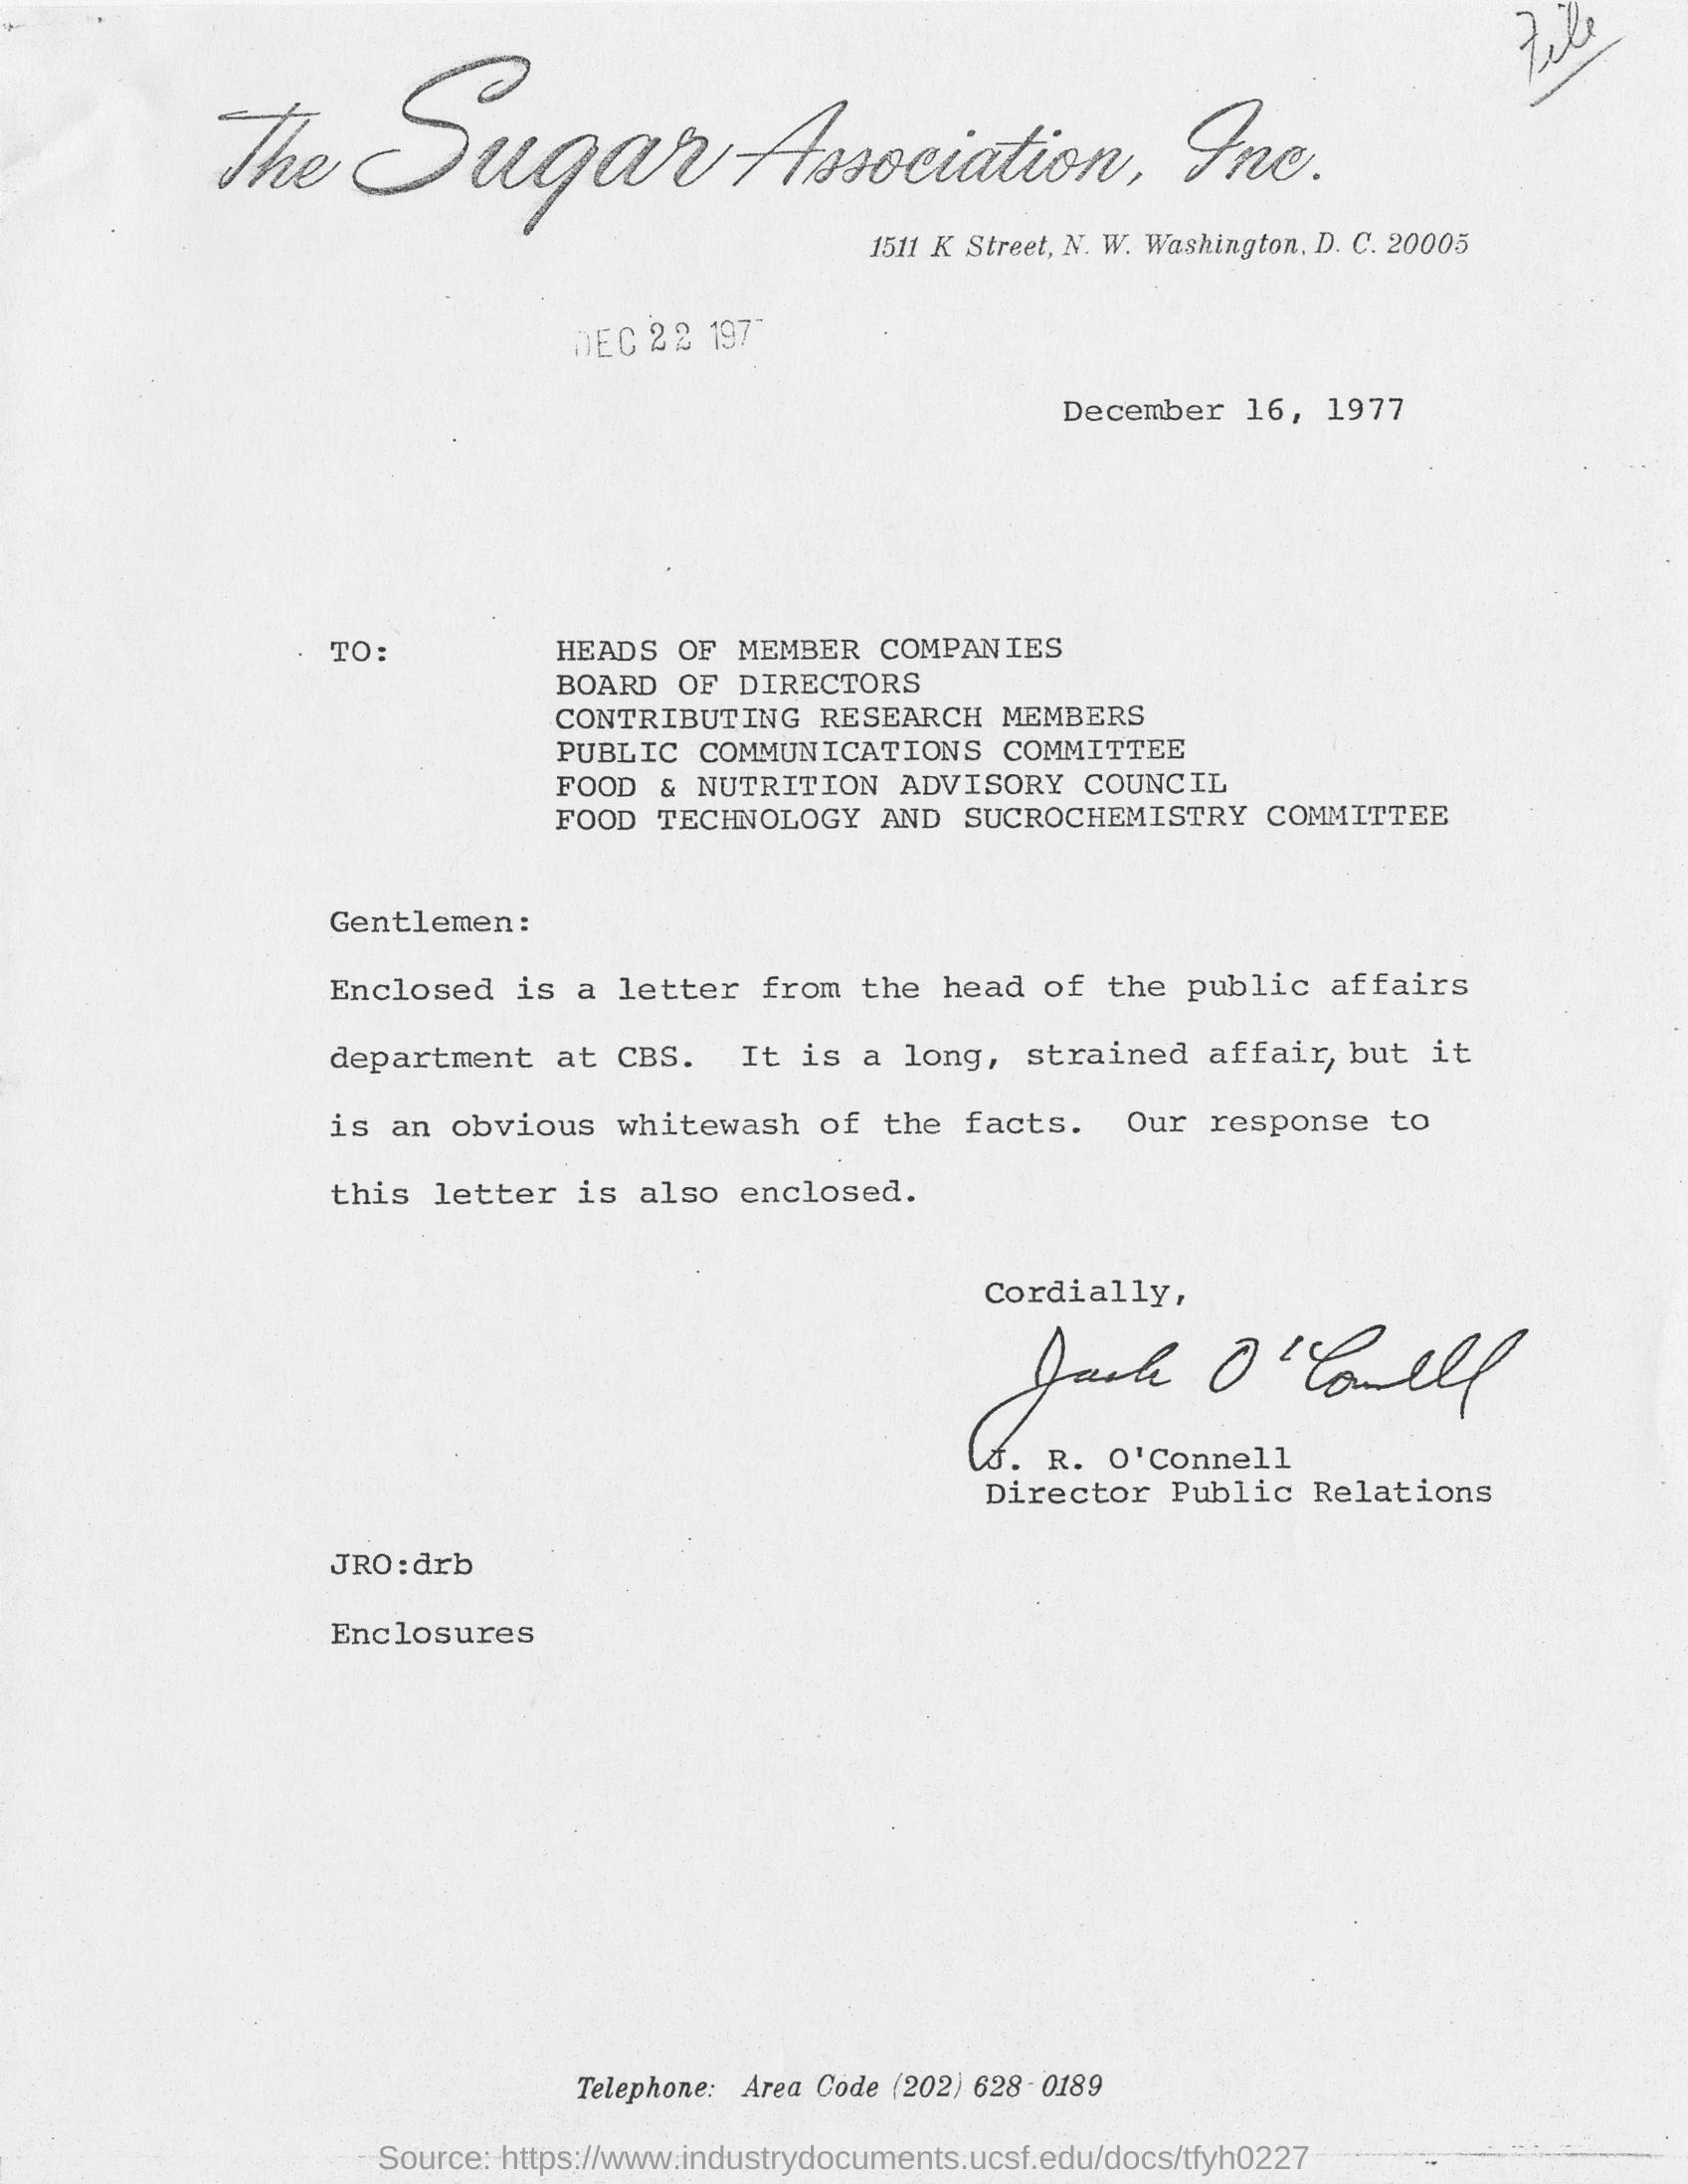 File
The Sugar Association, Inc.
1511 K Street, N. W. Washington, D. C. 20005
DEC 22 197
December 16, 1977
TO: HEADS OF MEMBER COMPANIES
BOARD OF DIRECTORS
CONTRIBUTING RESEARCH MEMBERS
PUBLIC COMMUNICATIONS COMMITTEE
FOOD & NUTRITION ADVISORY COUNCIL
FOOD TECHNOLOGY AND SUCROCHEMISTRY COMMITTEE
Gentlemen:
Enclosed is a letter from the head of the public affairs
department at CBS. It is a long, strained affair, but it
is an obvious whitewash of the facts. Our response to
this letter is also enclosed.
Cordially,
Jack O'Connell
J. R. O'Connell
Director Public Relations
JRO:drb
Enclosures
Telephone: Area Code (202) 628-0189
Source: https://www.industrydocuments.ucsf.edu/docs/tfyh0227